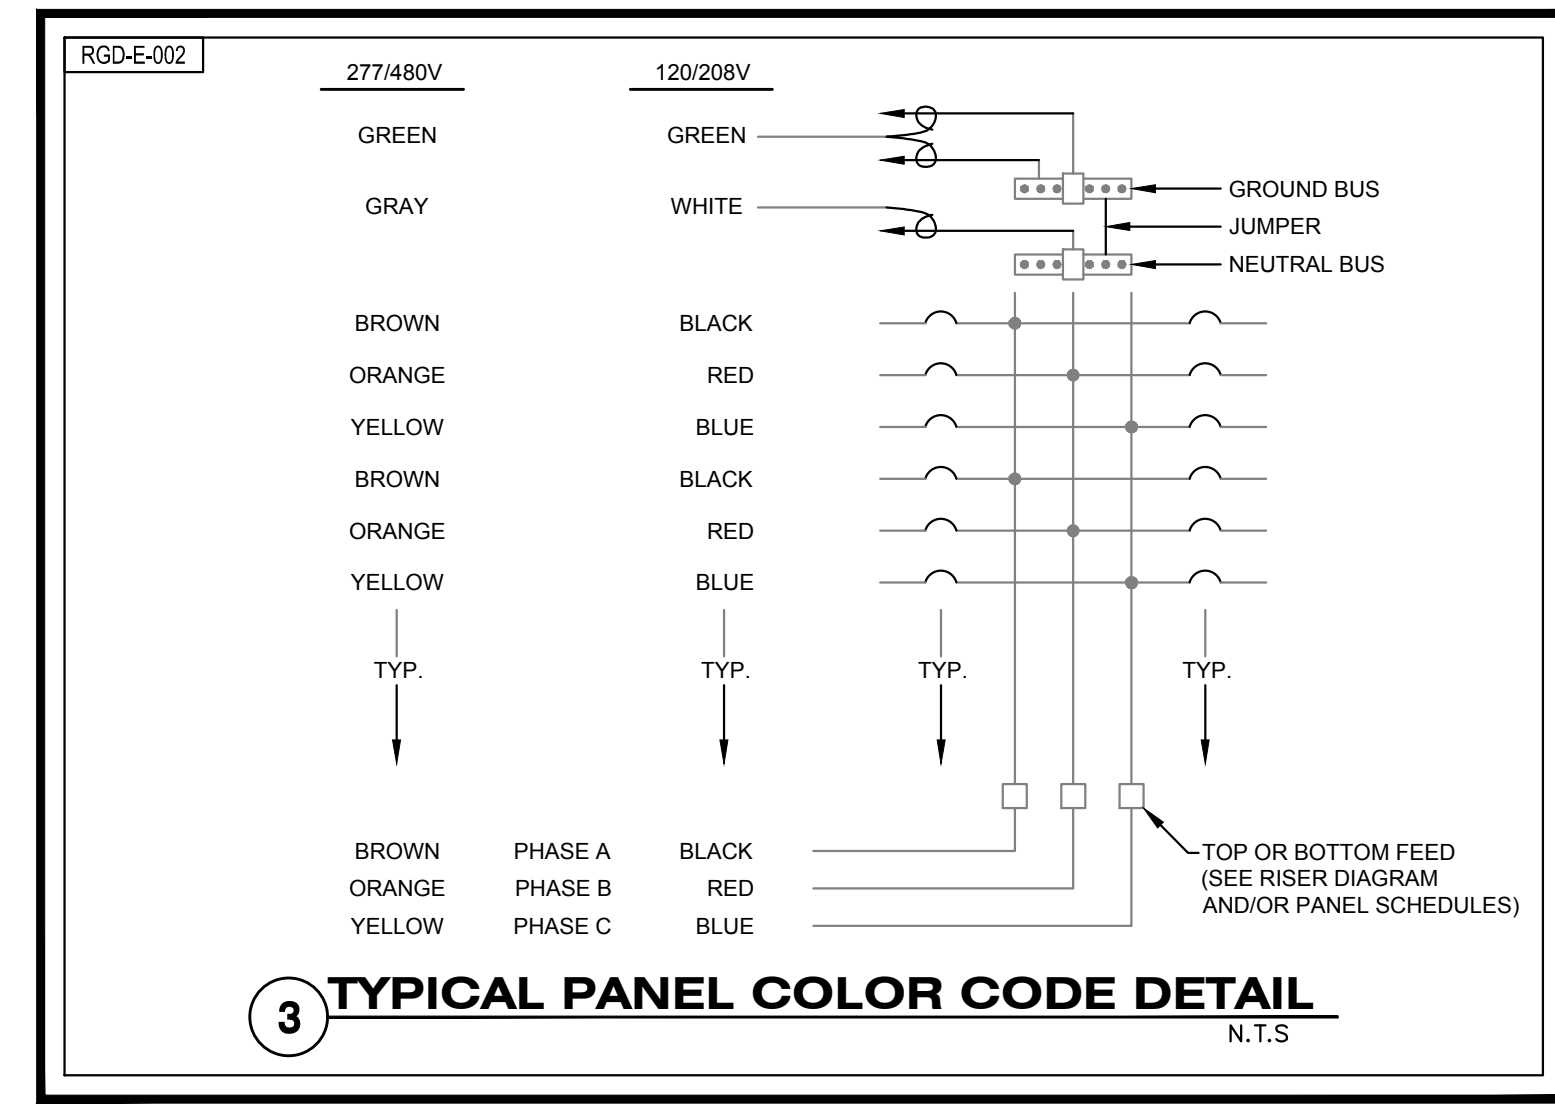 RGD-E-002
277/480V 120/208V
GREEN GREEN
GROUND BUS
GRAY WHITE
JUMPER
NEUTRAL BUS
BROWN BLACK
ORANGE RED
YELLOW BLUE
BROWN BLACK
ORANGE RED
YELLOW BLUE
TYP. TYP. TYP. TYP.
BROWN PHASE A BLACK
ORANGE PHASE B RED
YELLOW PHASE C BLUE
TOP OR BOTTOM FEED
(SEE RISER DIAGRAM
AND/OR PANEL SCHEDULES)
3 TYPICAL PANEL COLOR CODE DETAIL
N.T.S